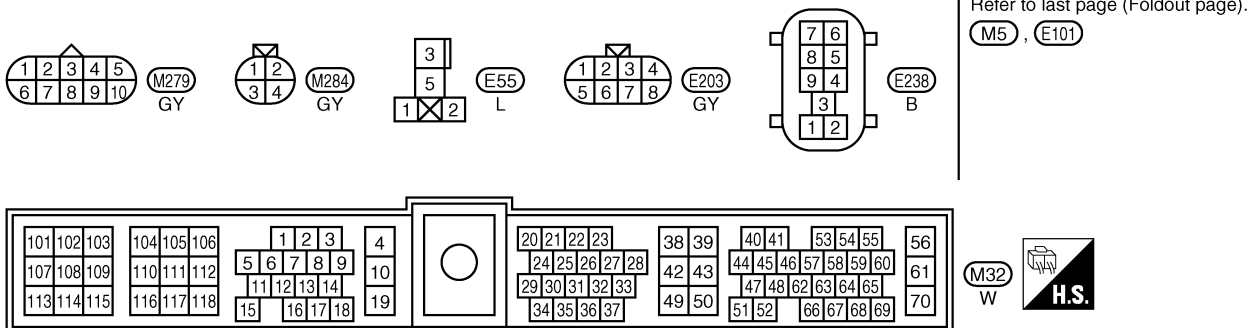 Refer to last page (Foldout page).
M5 , E101
1 2 3 4 5
6 7 8 9 10
M279
GY
1 2
3 4
M284
GY
3
5
1 2
E55
L
1 2 3 4
5 6 7 8
E203
GY
7 6
8 5
9 4
3
1 2
E238
B
101 102 103 104 105 106 1 2 3 4 20 21 22 23 38 39 40 41 53 54 55 56
107 108 109 110 111 112 5 6 7 8 9 10 24 25 26 27 28 42 43 44 45 46 57 58 59 60 61
11 12 13 14 29 30 31 32 33 47 48 62 63 64 65
113 114 115 116 117 118 15 16 17 18 19 34 35 36 37 49 50 51 52 66 67 68 69 70
M32
W
H.S.